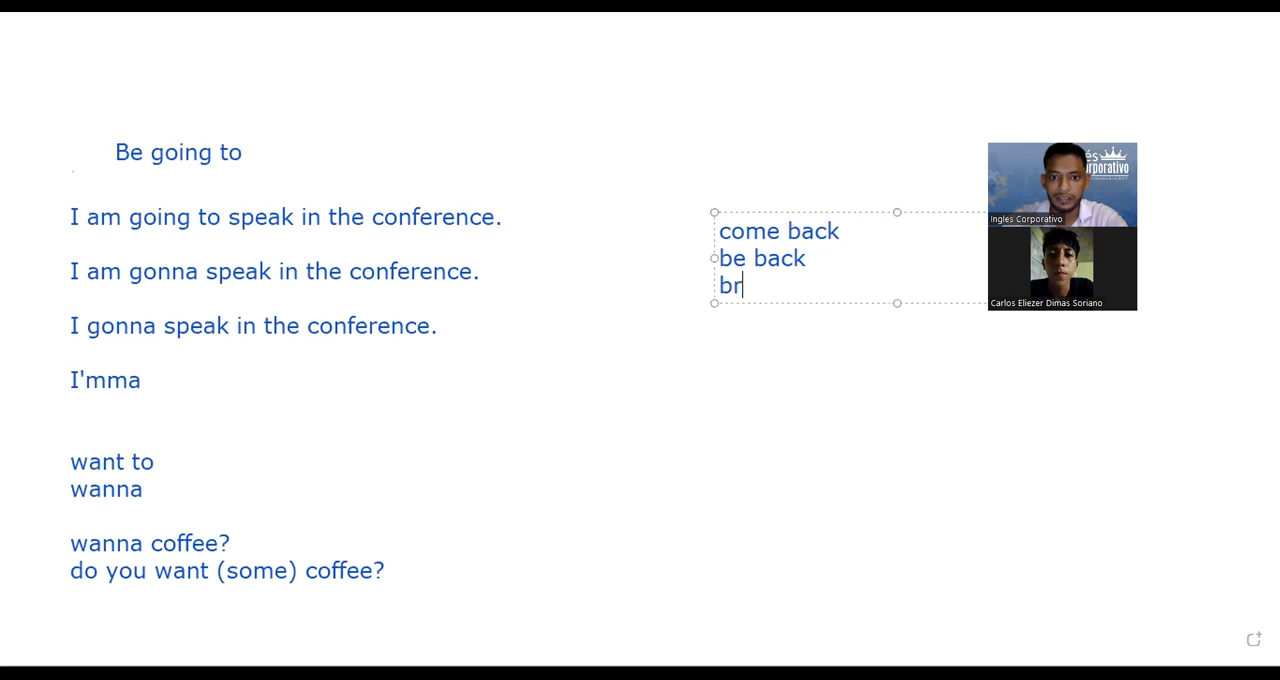 Be going to
I am going to speak in the conference.
I am gonna speak in the conference.
I gonna speak in the conference.
I'mma
want to
wanna
wanna coffee?
do you want (some) coffee?
come back
be back
br
és
orporativo
Ingles Corporativo
Carlos Eliezer Dimas Soriano